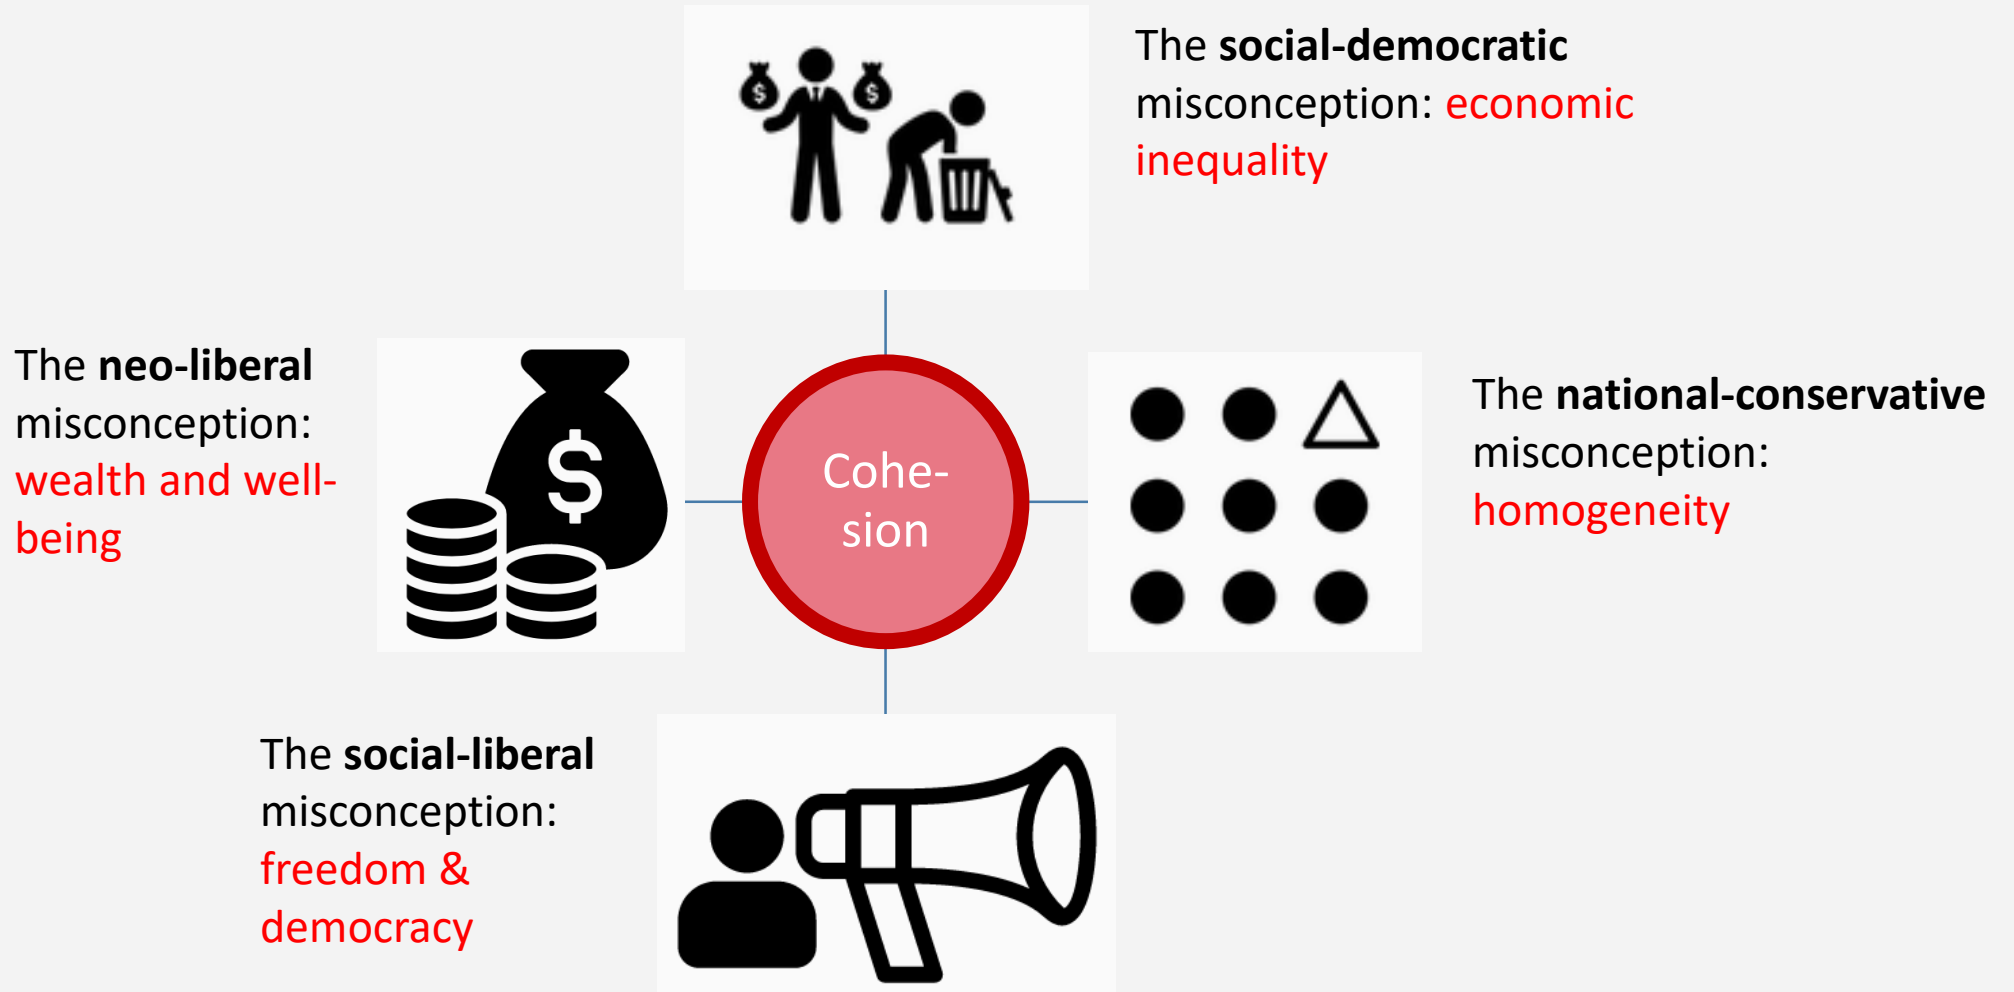 The social-democratic
misconception: economic
inequality
The neo-liberal
misconception:
wealth and well-
being
$
$
$
Cohe-
sion
The national-conservative
misconception:
homogeneity
The social-liberal
misconception:
freedom &
democracy